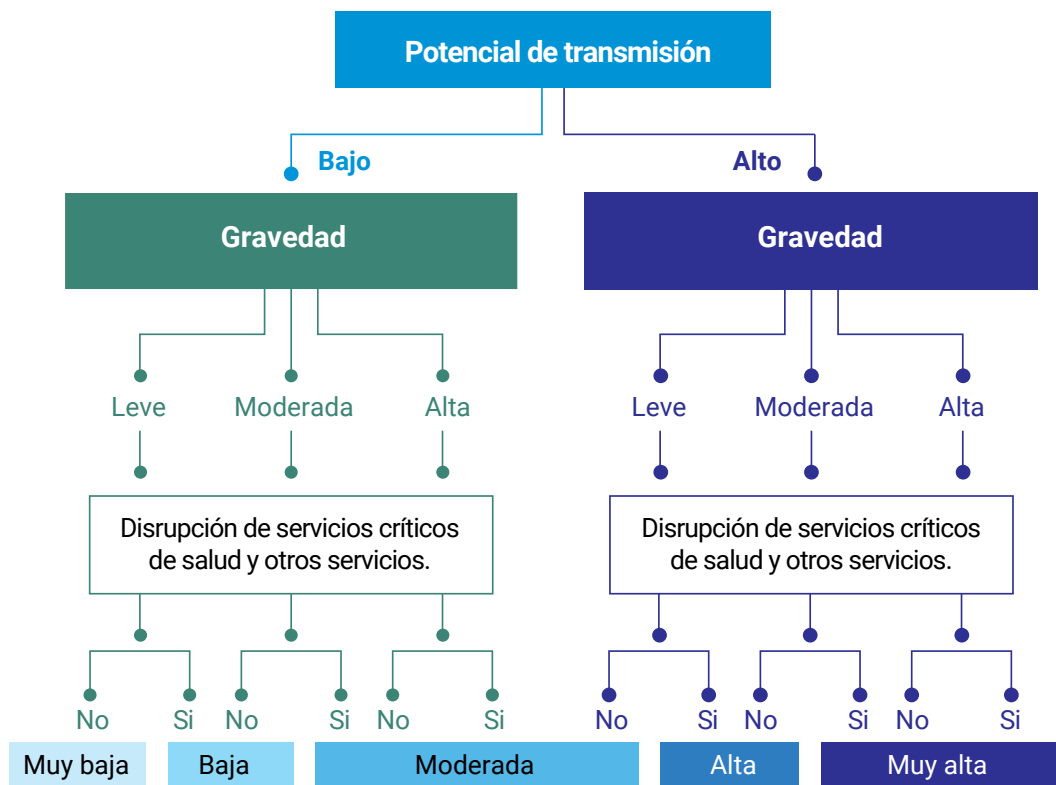 Potencial de transmisión
Bajo
Alto
Gravedad
Gravedad
Leve
Moderada
Alta
Leve
Moderada
Alta
Disrupción de servicios críticos
de salud y otros servicios.
Disrupción de servicios críticos
de salud y otros servicios.
No
Si
No
Si
No
Si
No
Si
No
Si
No
Si
Muy baja
Baja
Moderada
Alta
Muy alta